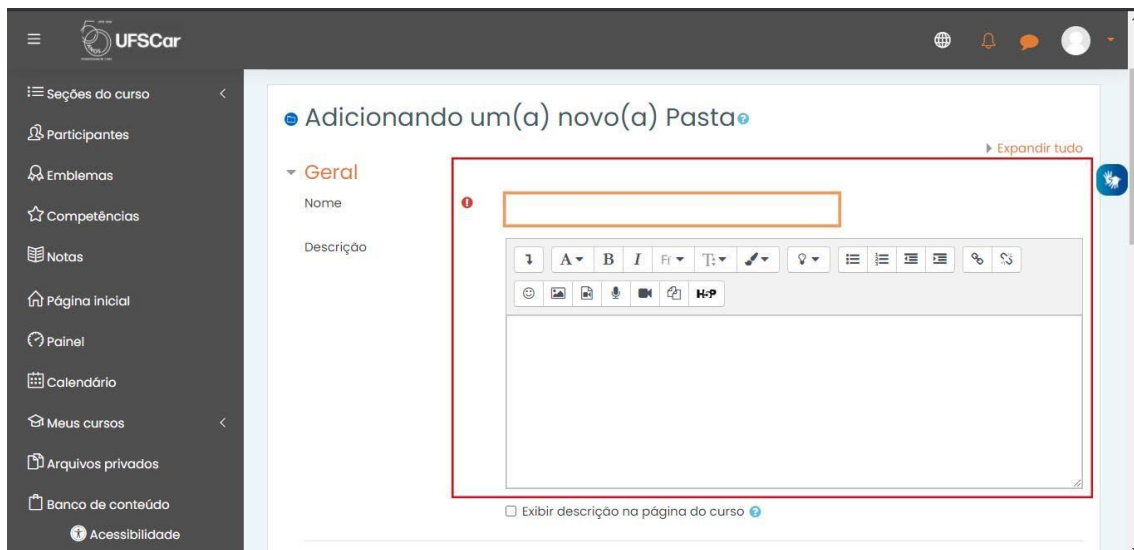 UFSCar
Seções do curso
Participantes
Emblemas
Competências
Notas
Página inicial
Painel
Calendário
Meus cursos
Arquivos privados
Banco de conteúdo
Acessibilidade
Adicionando um(a) novo(a) Pasta
Expandir tudo
Geral
Nome
Descrição
A B I Ff T
H-P
Exibir descrição na página do curso